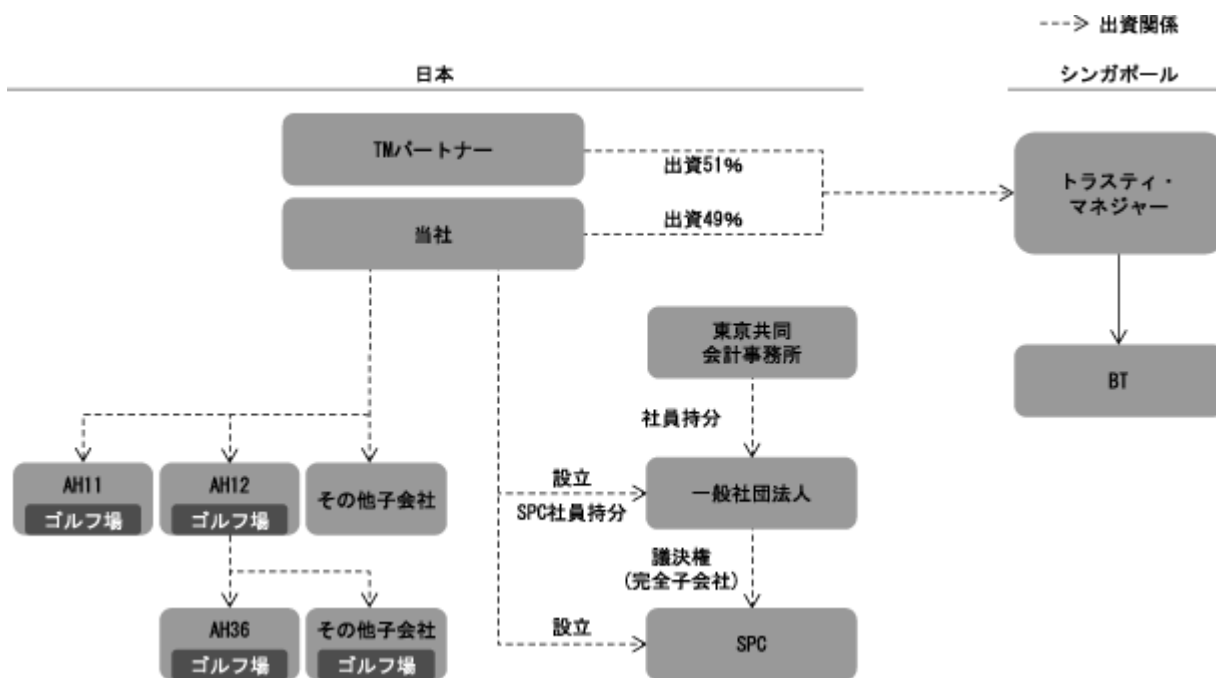 出資関係
日本
シンガポール
TMパートナー
出資51%
トラスティ・
マネジャー
当社
出資49%
東京共同
会計事務所
BT
社員持分
AH11
ゴルフ場
AH12
ゴルフ場
その他子会社
設立
SPC社員持分
一般社団法人
議決権
(完全子会社)
AH36
ゴルフ場
その他子会社
ゴルフ場
設立
SPC